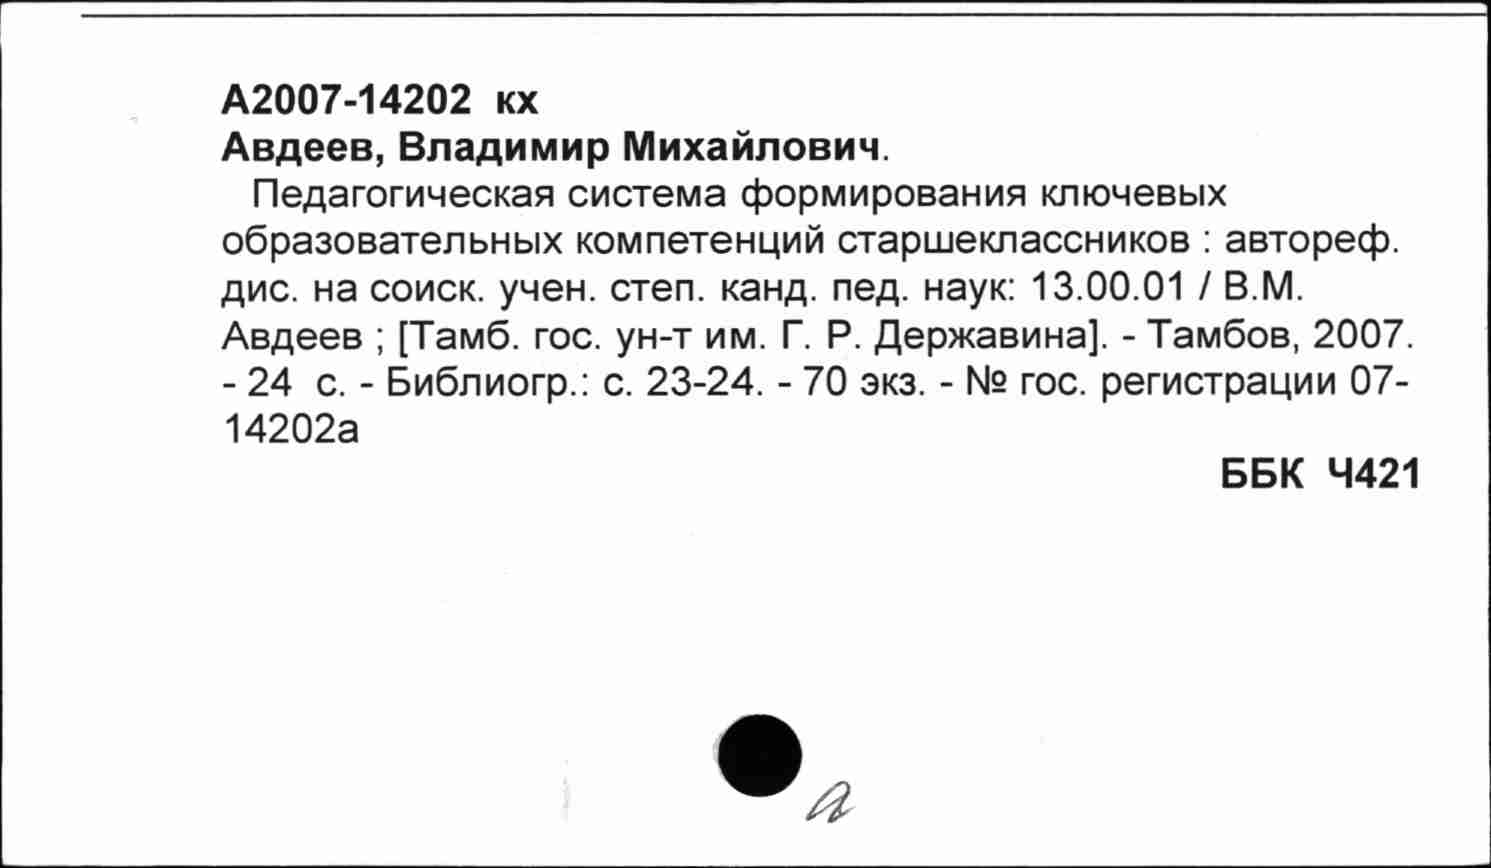 А2007-14202 кх
Авдеев, Владимир Михайлович.
Педагогическая система формирования ключевых
образовательных компетенций старшеклассников : автореф.
дис. на соиск. учен. степ. канд. пед. наук: 13.00.01 / В.М.
Авдеев ; [Тамб. гос. ун-т им. Г. Р. Державина]. - Тамбов, 2007.
- 24 с. - Библиогр.: с. 23-24. - 70 экз. - № гос. регистрации 07-
14202а
ББК Ч421